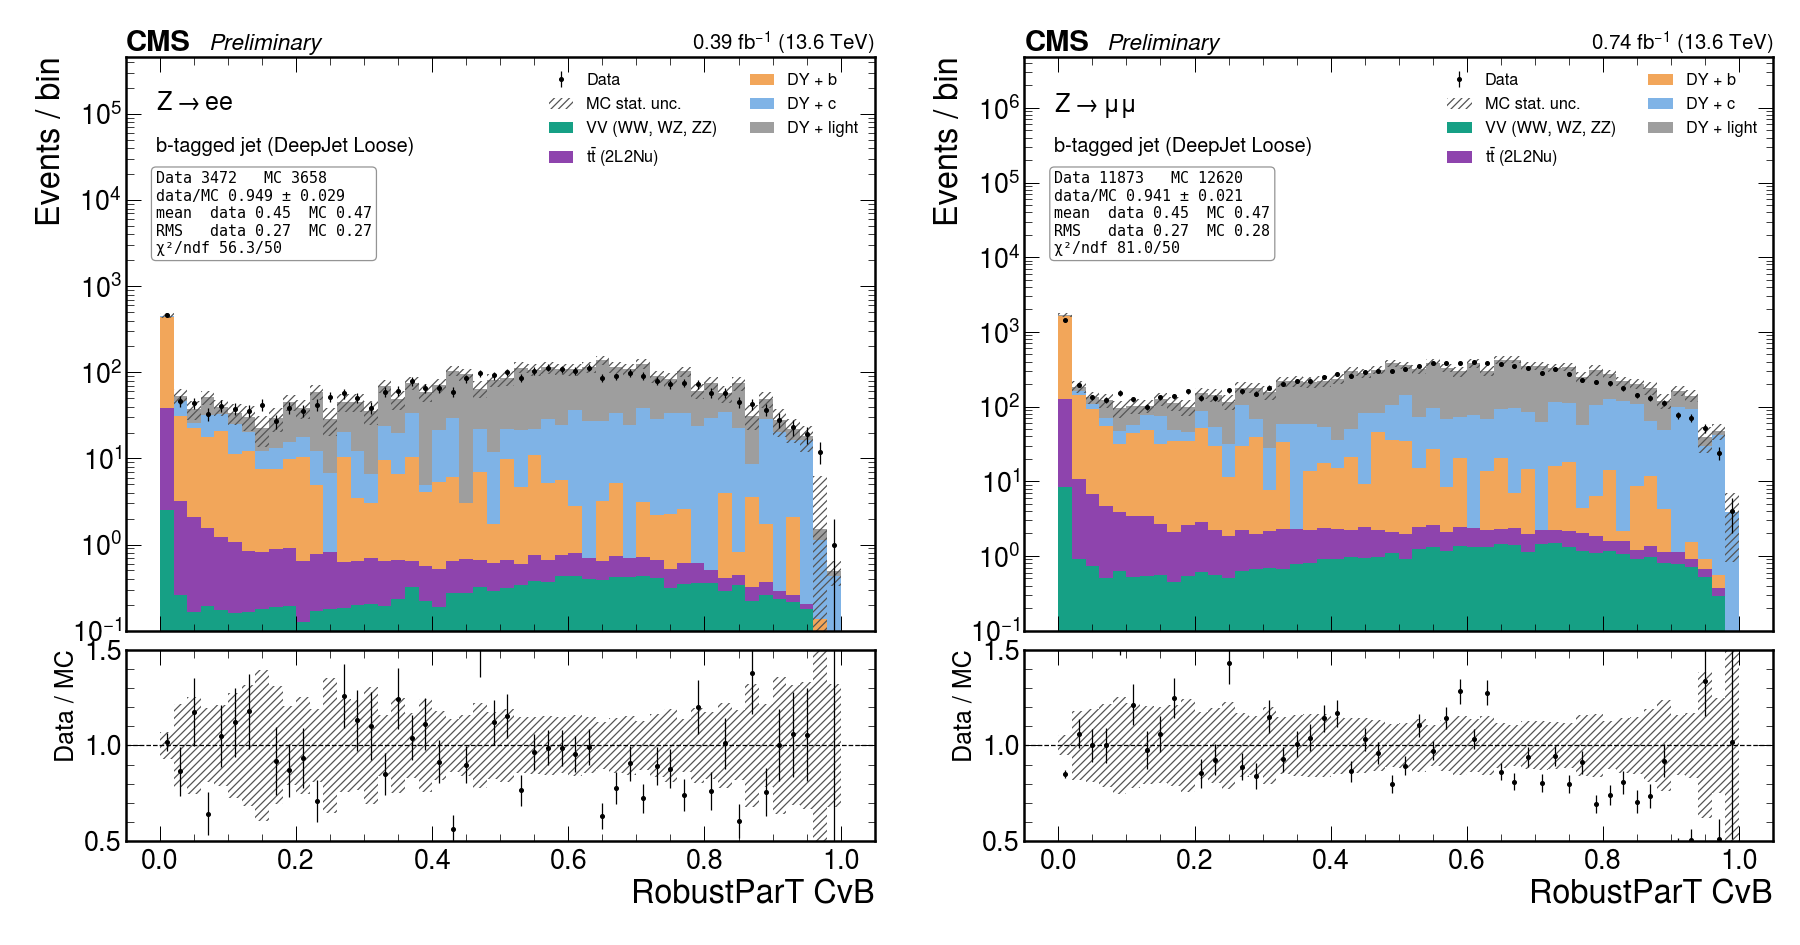 CMS Preliminary
0.39 fb⁻¹ (13.6 TeV)
Events / bin
Z → ee
b-tagged jet (DeepJet Loose)
Data 3472   MC 3658
data/MC 0.949 ± 0.029
mean  data 0.45  MC 0.47
RMS   data 0.27  MC 0.27
χ²/ndf 56.3/50
Data
MC stat. unc.
VV (WW, WZ, ZZ)
tt̄ (2L2Nu)
DY + b
DY + c
DY + light
10⁵
10⁴
10³
10²
10¹
10⁰
10⁻¹
Data / MC
1.5
1.0
0.5
0.0 0.2 0.4 0.6 0.8 1.0
RobustParT CvB
CMS Preliminary
0.74 fb⁻¹ (13.6 TeV)
Events / bin
Z → μμ
b-tagged jet (DeepJet Loose)
Data 11873   MC 12620
data/MC 0.941 ± 0.021
mean  data 0.45  MC 0.47
RMS   data 0.27  MC 0.28
χ²/ndf 81.0/50
Data
MC stat. unc.
VV (WW, WZ, ZZ)
tt̄ (2L2Nu)
DY + b
DY + c
DY + light
10⁶
10⁵
10⁴
10³
10²
10¹
10⁰
10⁻¹
Data / MC
1.5
1.0
0.5
0.0 0.2 0.4 0.6 0.8 1.0
RobustParT CvB